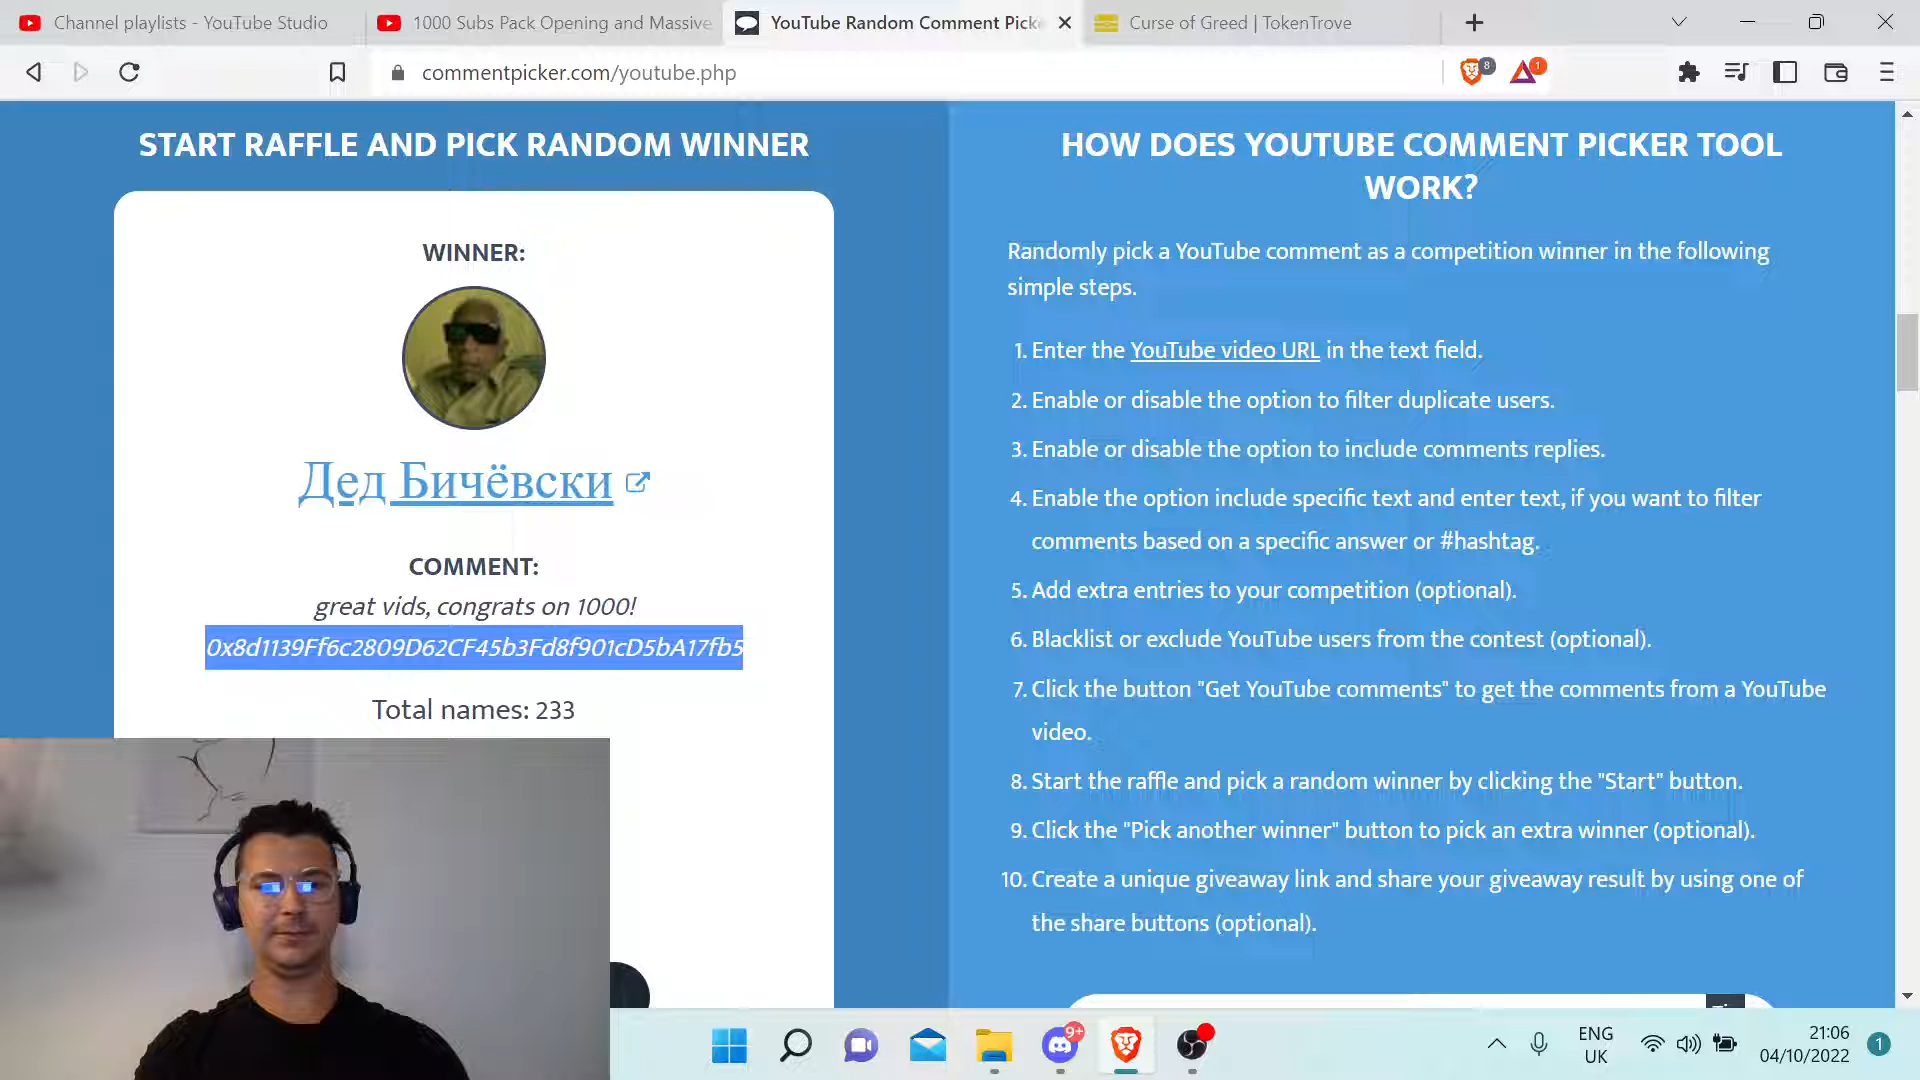 Channel playlists - YouTube Studio
1000 Subs Pack Opening and Massive
YouTube Random Comment Picke
Curse of Greed | TokenTrove
commentpicker.com/youtube.php
8
1
START RAFFLE AND PICK RANDOM WINNER
WINNER:
Дед Бичёвски
COMMENT:
great vids, congrats on 1000!
0x8d1139Ff6c2809D62CF45b3Fd8f901cD5bA17fb5
Total names: 233
HOW DOES YOUTUBE COMMENT PICKER TOOL
WORK?
Randomly pick a YouTube comment as a competition winner in the following
simple steps.
1. Enter the YouTube video URL in the text field.
2. Enable or disable the option to filter duplicate users.
3. Enable or disable the option to include comments replies.
4. Enable the option include specific text and enter text, if you want to filter
comments based on a specific answer or #hashtag.
5. Add extra entries to your competition (optional).
6. Blacklist or exclude YouTube users from the contest (optional).
7. Click the button "Get YouTube comments" to get the comments from a YouTube
video.
8. Start the raffle and pick a random winner by clicking the "Start" button.
9. Click the "Pick another winner" button to pick an extra winner (optional).
10. Create a unique giveaway link and share your giveaway result by using one of
the share buttons (optional).
9+
ENG
UK
21:06
04/10/2022
1